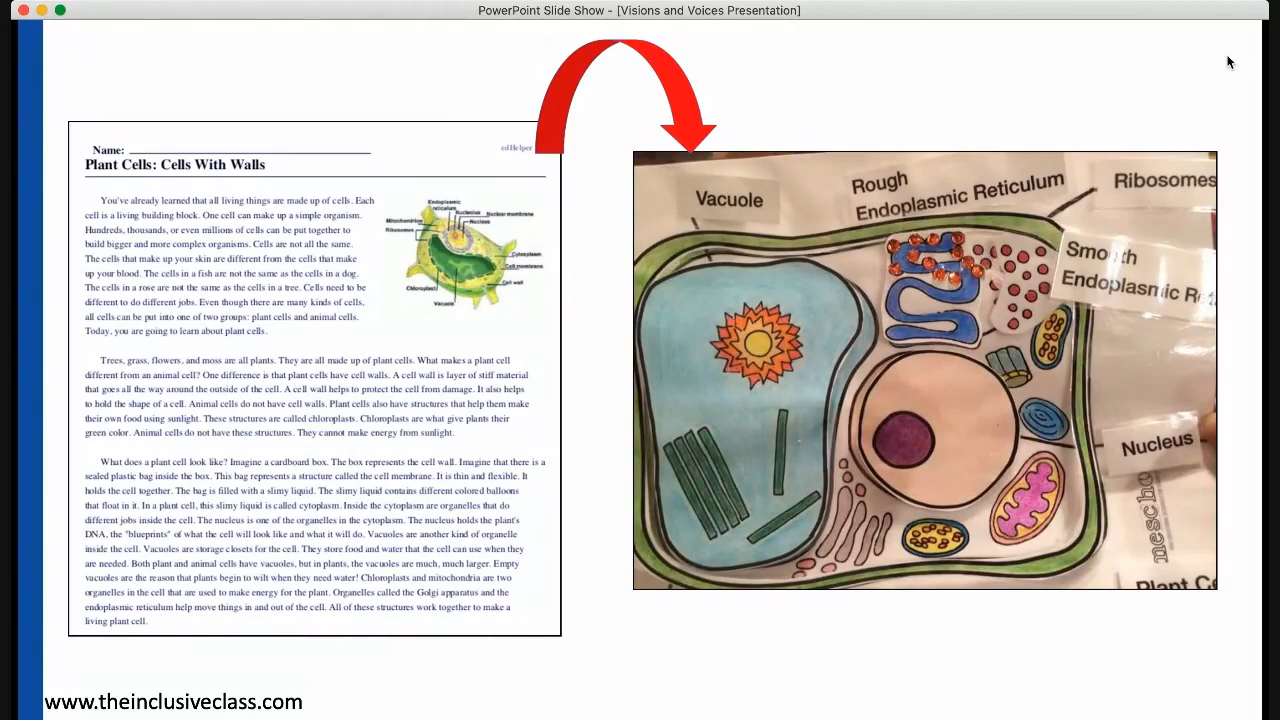 PowerPoint Slide Show - [Visions and Voices Presentation]
Name:
edHelper
Plant Cells: Cells With Walls
You've already learned that all living things are made up of cells. Each
cell is a living building block. One cell can make up a simple organism.
Hundreds, thousands, or even millions of cells can be put together to
build bigger and more complex organisms. Cells are not all the same.
The cells that make up your skin are different from the cells that make
up your blood. The cells in a fish are not the same as the cells in a dog.
The cells in a rose are not the same as the cells in a tree. Cells need to be
different to do different jobs. Even though there are many kinds of cells,
all cells can be put into one of two groups: plant cells and animal cells.
Today, you are going to learn about plant cells.
Endoplasmic
reticulum
Nucleolus
Nuclear membrane
Mitochondrion
Nucleus
Ribosomes
Cytoplasm
Cell membrane
Cell wall
Chloroplast
Vacuole
Trees, grass, flowers, and moss are all plants. They are all made up of plant cells. What makes a plant cell
different from an animal cell? One difference is that plant cells have cell walls. A cell wall is layer of stiff material
that goes all the way around the outside of the cell. A cell wall helps to protect the cell from damage. It also helps
to hold the shape of a cell. Animal cells do not have cell walls. Plant cells also have structures that help them make
their own food using sunlight. These structures are called chloroplasts. Chloroplasts are what give plants their
green color. Animal cells do not have these structures. They cannot make energy from sunlight.
What does a plant cell look like? Imagine a cardboard box. The box represents the cell wall. Imagine that there is a
sealed plastic bag inside the box. This bag represents a structure called the cell membrane. It is thin and flexible. It
holds the cell together. The bag is filled with a slimy liquid. The slimy liquid contains different colored balloons
that float in it. In a plant cell, this slimy liquid is called cytoplasm. Inside the cytoplasm are organelles that do
different jobs inside the cell. The nucleus is one of the organelles in the cytoplasm. The nucleus holds the plant's
DNA, the "blueprints" of what the cell will look like and what it will do. Vacuoles are another kind of organelle
inside the cell. Vacuoles are storage closets for the cell. They store food and water that the cell can use when they
are needed. Both plant and animal cells have vacuoles, but in plants, the vacuoles are much, much larger. Empty
vacuoles are the reason that plants begin to wilt when they need water! Chloroplasts and mitochondria are two
organelles in the cell that are used to make energy for the plant. Organelles called the Golgi apparatus and the
endoplasmic reticulum help move things in and out of the cell. All of these structures work together to make a
living plant cell.
Vacuole
Rough
Endoplasmic Reticulum
Ribosomes
Smooth
Endoplasmic Re
Nucleus
mesch
Plant Ce
www.theinclusiveclass.com